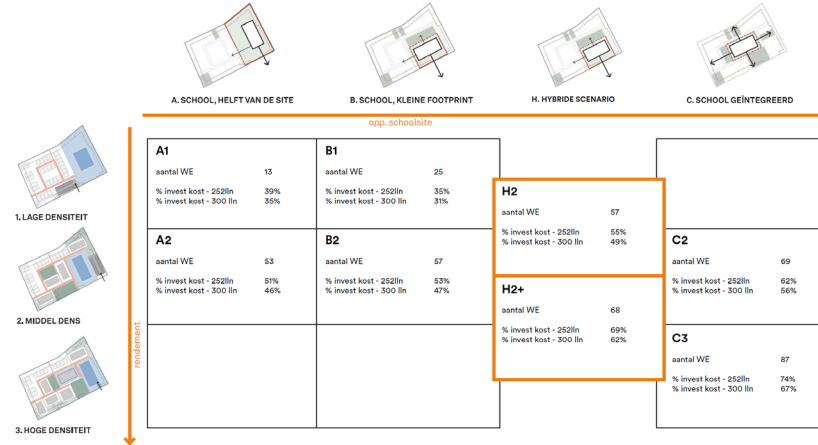 A. SCHOOL, HELFT VAN DE SITE
B. SCHOOL, KLEINE FOOTPRINT
H. HYBRIDE SCENARIO
C. SCHOOL GEÏNTEGREERD
opp. schoolsite
rendement
1. LAGE DENSITEIT
2. MIDDEL DENS
3. HOGE DENSITEIT
A1
aantal WE 13
% invest kost - 252lln 39%
% invest kost - 300 lln 35%
B1
aantal WE 25
% invest kost - 252lln 35%
% invest kost - 300 lln 31%
H2
aantal WE 57
% invest kost - 252lln 55%
% invest kost - 300 lln 49%
A2
aantal WE 53
% invest kost - 252lln 51%
% invest kost - 300 lln 46%
B2
aantal WE 57
% invest kost - 252lln 53%
% invest kost - 300 lln 47%
C2
aantal WE 69
% invest kost - 252lln 62%
% invest kost - 300 lln 56%
H2+
aantal WE 68
% invest kost - 252lln 69%
% invest kost - 300 lln 62%
C3
aantal WE 87
% invest kost - 252lln 74%
% invest kost - 300 lln 67%